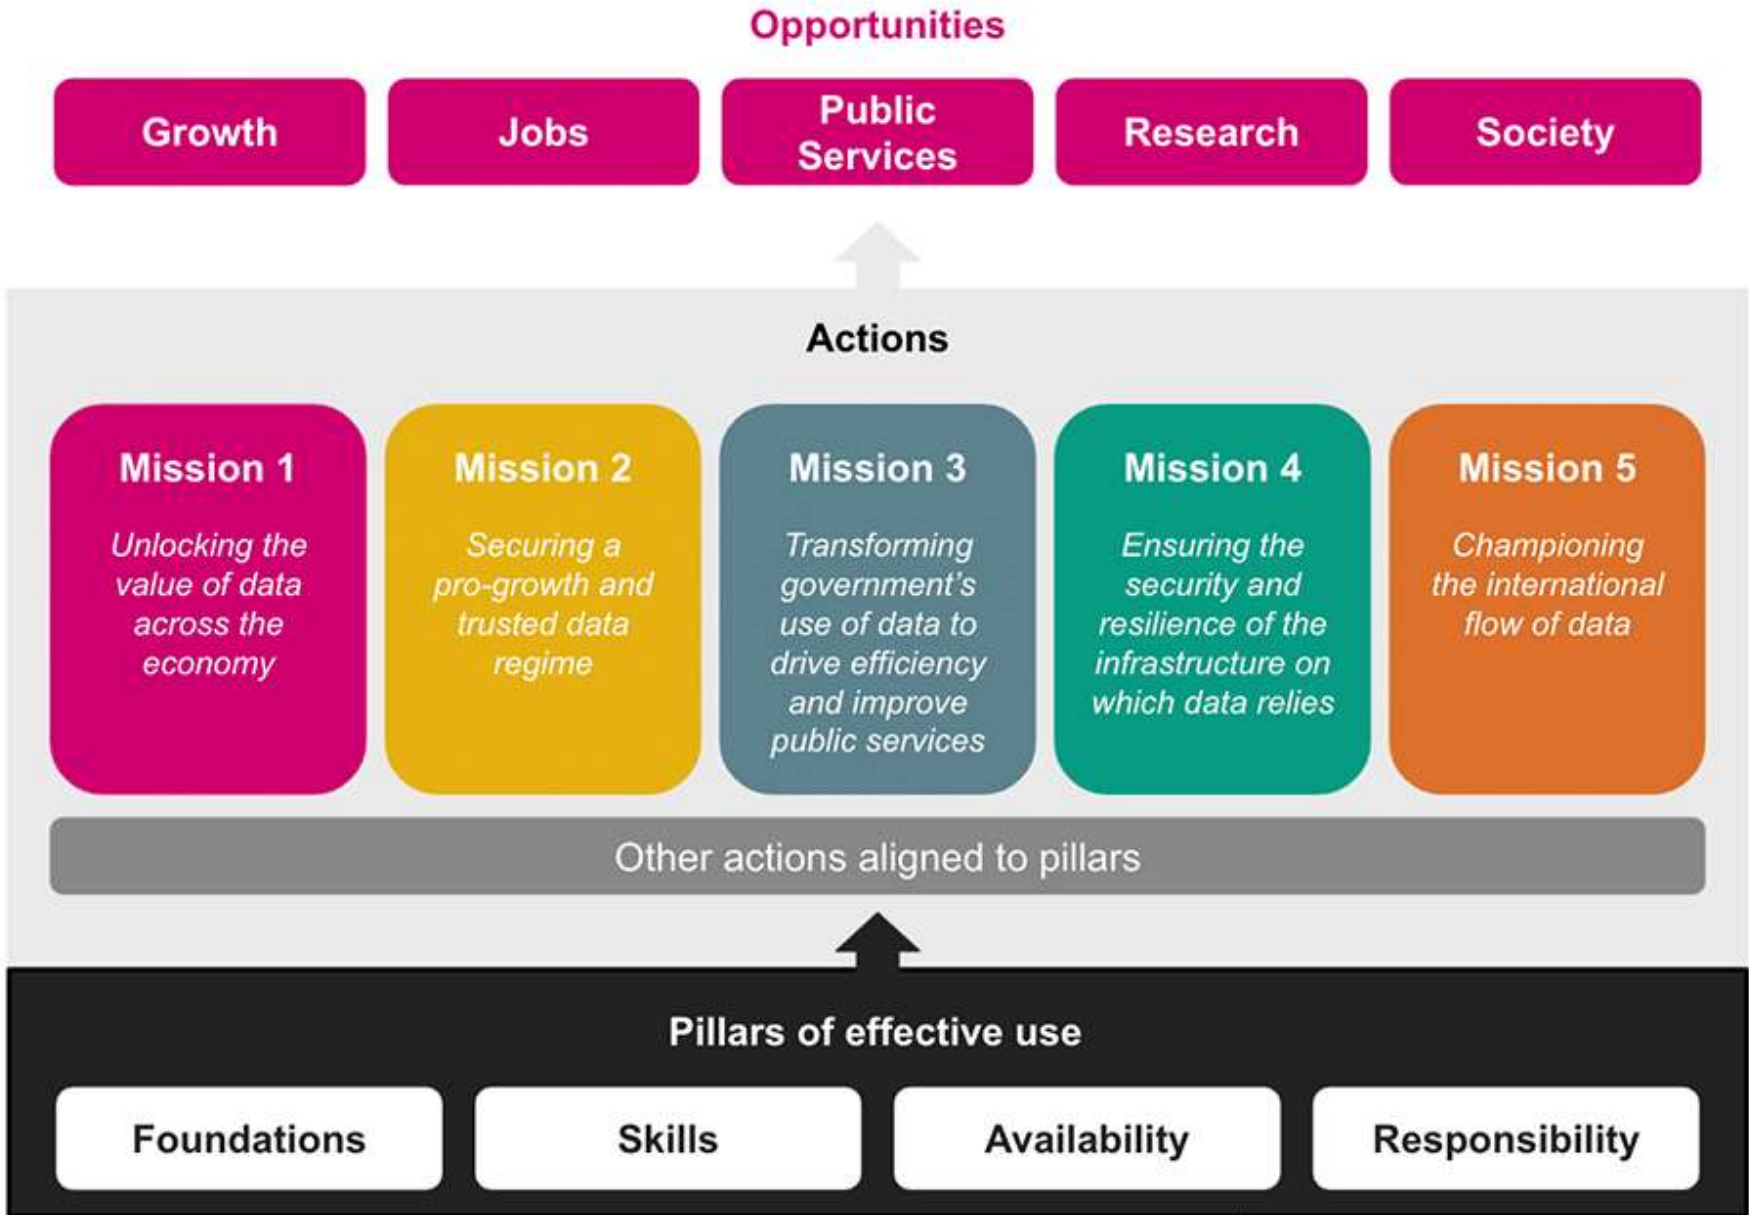 Opportunities
Growth
Jobs
Public
Services
Research
Society
Actions
Mission 1
Unlocking the
value of data
across the
economy
Mission 2
Securing a
pro-growth and
trusted data
regime
Mission 3
Transforming
government’s
use of data to
drive efficiency
and improve
public services
Mission 4
Ensuring the
security and
resilience of the
infrastructure on
which data relies
Mission 5
Championing
the international
flow of data
Other actions aligned to pillars
Pillars of effective use
Foundations
Skills
Availability
Responsibility